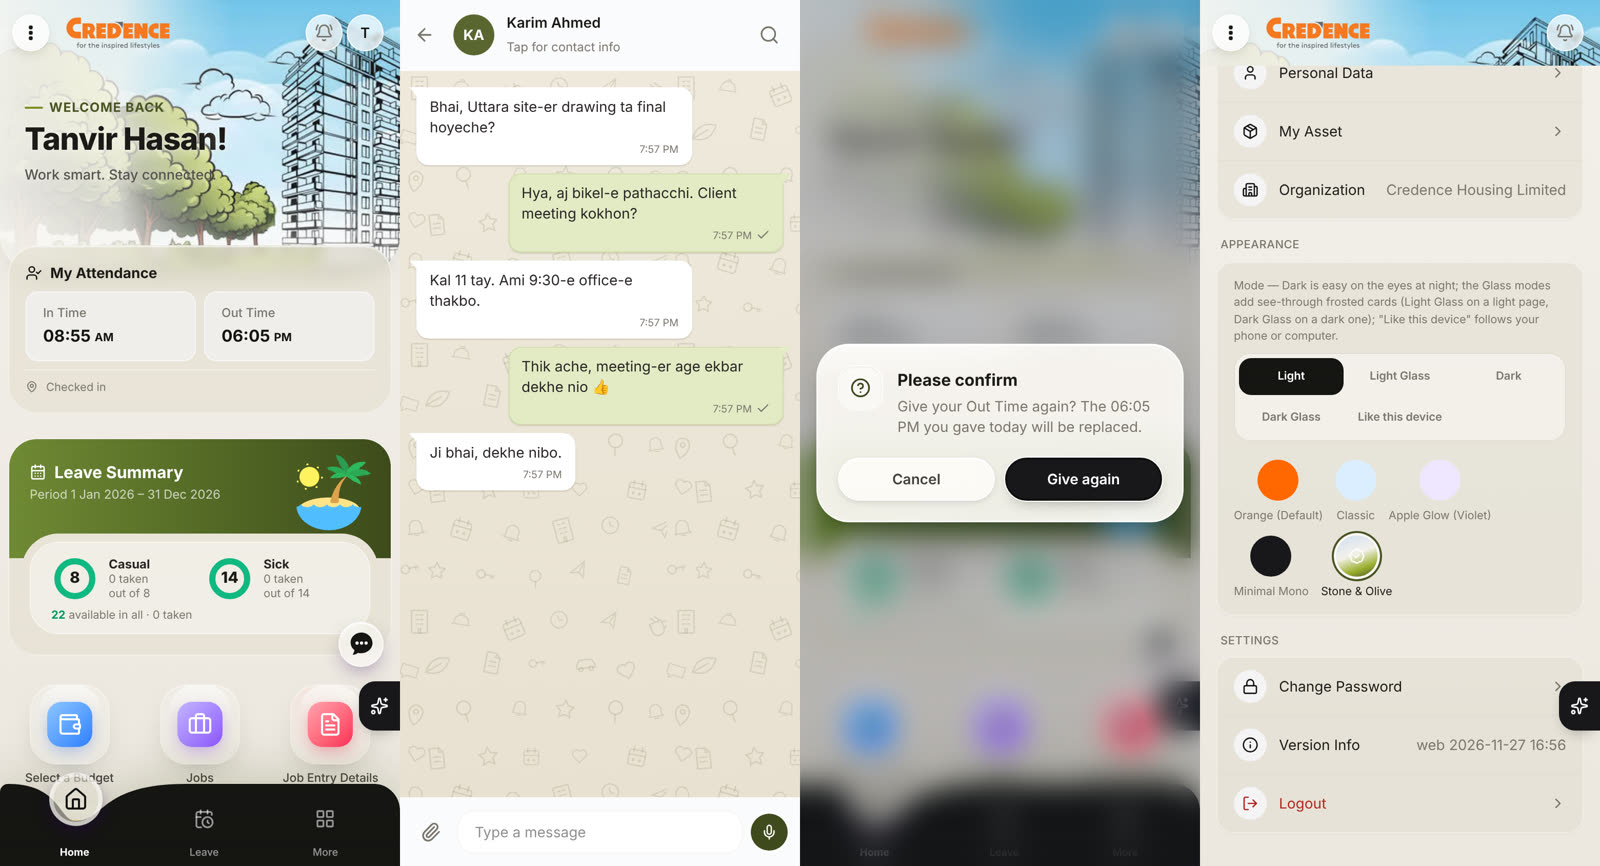 CREDENCE
for the inspired lifestyles
T
WELCOME BACK
Tanvir Hasan!
Work smart. Stay connected.
My Attendance
In Time
08:55 AM
Out Time
06:05 PM
Checked in
Leave Summary
Period 1 Jan 2026 – 31 Dec 2026
8
Casual
0 taken
out of 8
14
Sick
0 taken
out of 14
22 available in all · 0 taken
Select a Budget
Jobs
Job Entry Details
Home
Leave
More
KA
Karim Ahmed
Tap for contact info
Bhai, Uttara site-er drawing ta final
hoyeche?
7:57 PM
Hya, aj bikel-e pathacchi. Client
meeting kokhon?
7:57 PM
Kal 11 tay. Ami 9:30-e office-e
thakbo.
7:57 PM
Thik ache, meeting-er age ekbar
dekhe nio 👍
7:57 PM
Ji bhai, dekhe nibo.
7:57 PM
Type a message
Please confirm
Give your Out Time again? The 06:05
PM you gave today will be replaced.
Cancel
Give again
Home
Leave
More
CREDENCE
for the inspired lifestyles
Personal Data
My Asset
Organization
Credence Housing Limited
APPEARANCE
Mode — Dark is easy on the eyes at night; the Glass modes
add see-through frosted cards (Light Glass on a light page,
Dark Glass on a dark one); "Like this device" follows your
phone or computer.
Light
Light Glass
Dark
Dark Glass
Like this device
Orange (Default)
Classic
Apple Glow (Violet)
Minimal Mono
Stone & Olive
SETTINGS
Change Password
Version Info
web 2026-11-27 16:56
Logout